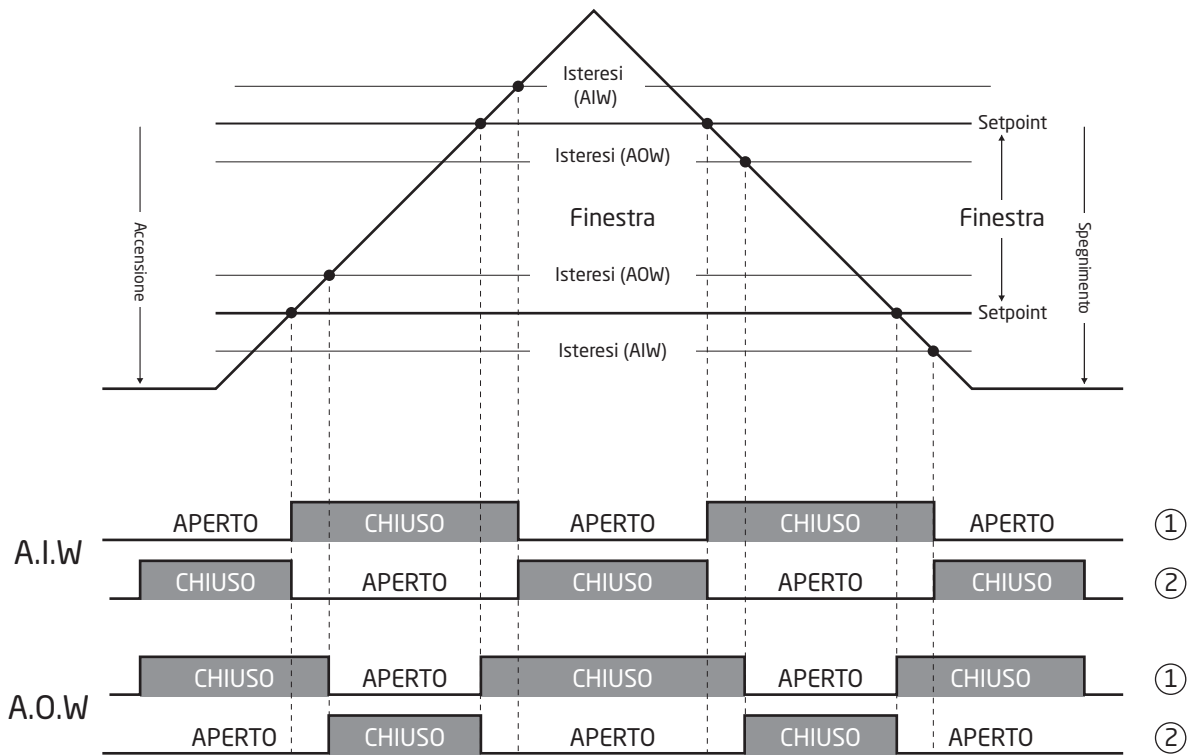 Isteresi
(AIW)
Setpoint
Isteresi (AOW)
Accensione
Finestra
Finestra
Spegnimento
Isteresi (AOW)
Setpoint
Isteresi (AIW)
A.I.W
APERTO CHIUSO APERTO CHIUSO APERTO 1
CHIUSO APERTO CHIUSO APERTO CHIUSO 2
A.O.W
CHIUSO APERTO CHIUSO APERTO CHIUSO 1
APERTO CHIUSO APERTO CHIUSO APERTO 2